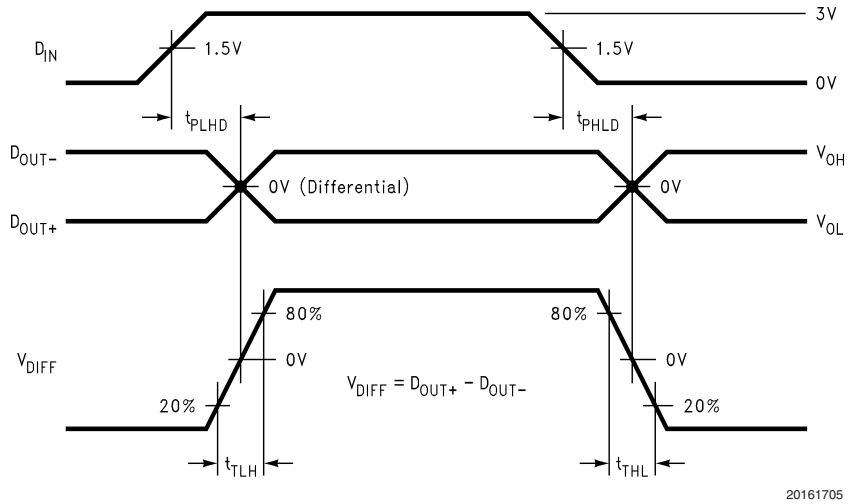 3V
D_IN
1.5V
1.5V
0V
t_PLHD
t_PHLD
D_OUT-
V_OH
0V (Differential)
0V
D_OUT+
V_OL
80%
80%
V_DIFF
0V
0V
V_DIFF = D_OUT+ - D_OUT-
20%
20%
t_TLH
t_THL
20161705